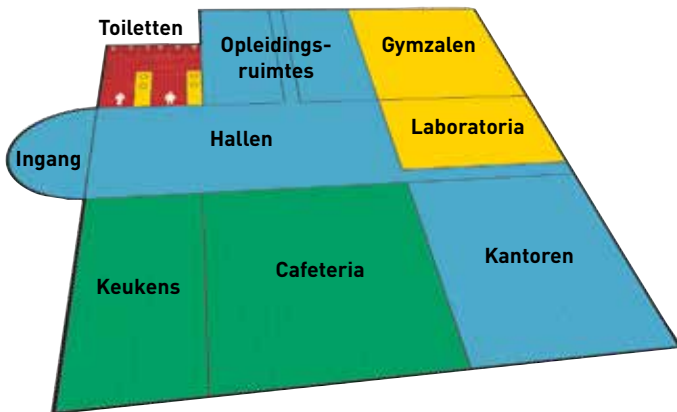 Toiletten
Opleidings-
ruimtes
Gymzalen
Hallen
Laboratoria
Ingang
Keukens
Cafeteria
Kantoren